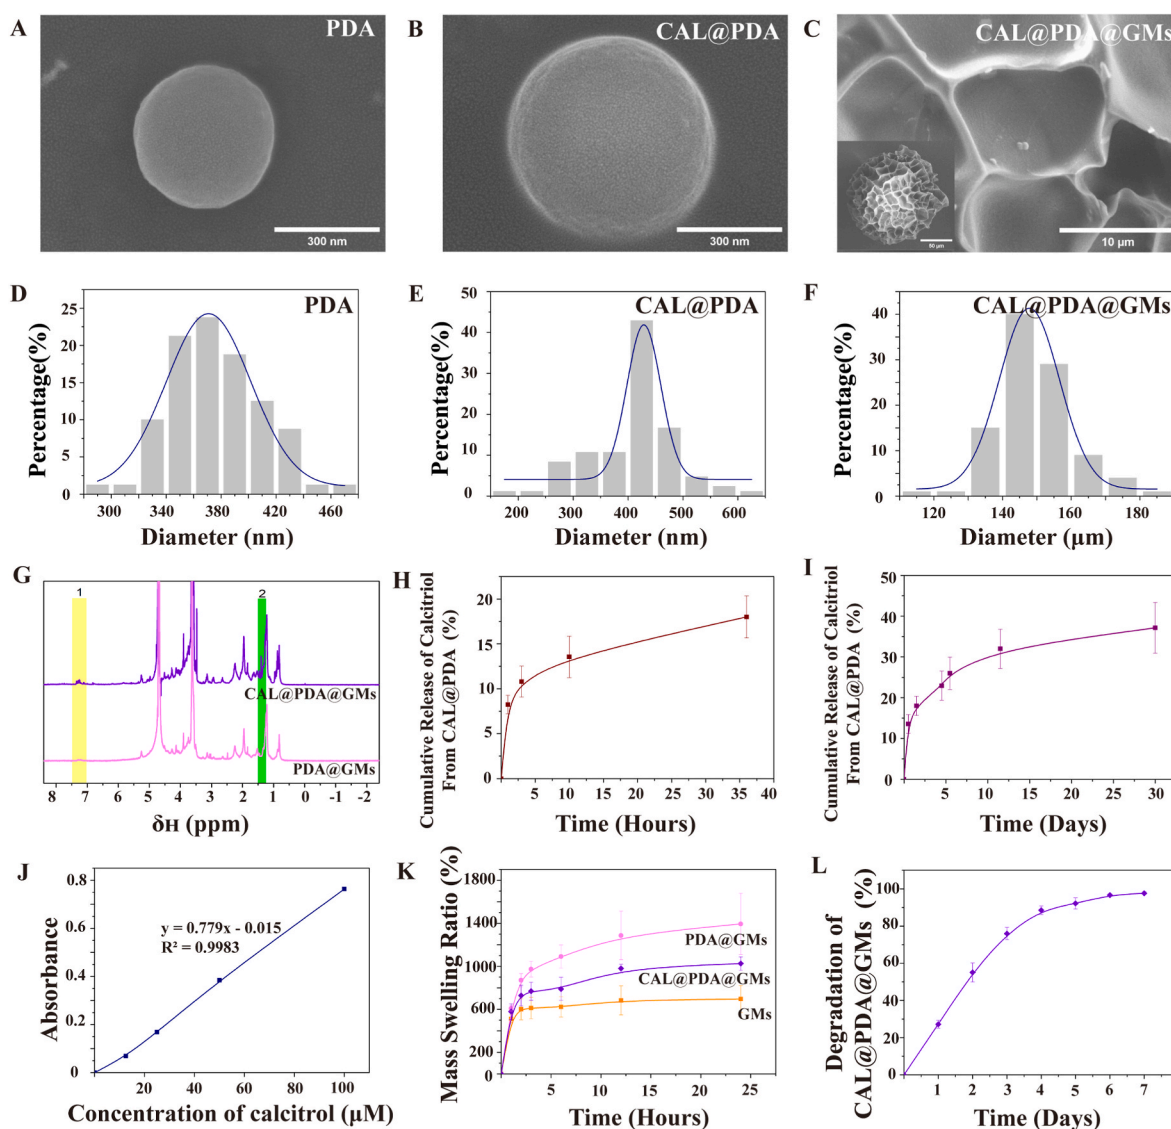 A
PDA
300 nm
B
CAL@PDA
300 nm
C
CAL@PDA@GMs
50 μm
10 μm
D
PDA
Percentage(%)
25
20
15
10
5
0
300
340
380
420
460
Diameter (nm)
E
CAL@PDA
Percentage(%)
50
40
30
20
10
0
200
300
400
500
600
Diameter (nm)
F
CAL@PDA@GMs
Percentage(%)
40
30
20
10
0
120
140
160
180
Diameter (μm)
G
1
2
CAL@PDA@GMs
PDA@GMs
8 7 6 5 4 3 2 1 0 -1 -2
δH (ppm)
H
Cumulative Release of Calcitriol
From CAL@PDA (%)
20
15
10
5
0
5 10 15 20 25 30 35 40
Time (Hours)
I
Cumulative Release of Calcitriol
From CAL@PDA (%)
50
40
30
20
10
0
5 10 15 20 25 30
Time (Days)
J
Absorbance
0.8
0.6
0.4
0.2
0
y = 0.779x - 0.015
R² = 0.9983
20 40 60 80 100
Concentration of calcitrol (μM)
K
Mass Swelling Ratio (%)
1800
1400
1000
600
400
200
0
PDA@GMs
CAL@PDA@GMs
GMs
5 10 15 20 25
Time (Hours)
L
Degradation of
CAL@PDA@GMs (%)
100
80
60
40
20
0
1 2 3 4 5 6 7
Time (Days)